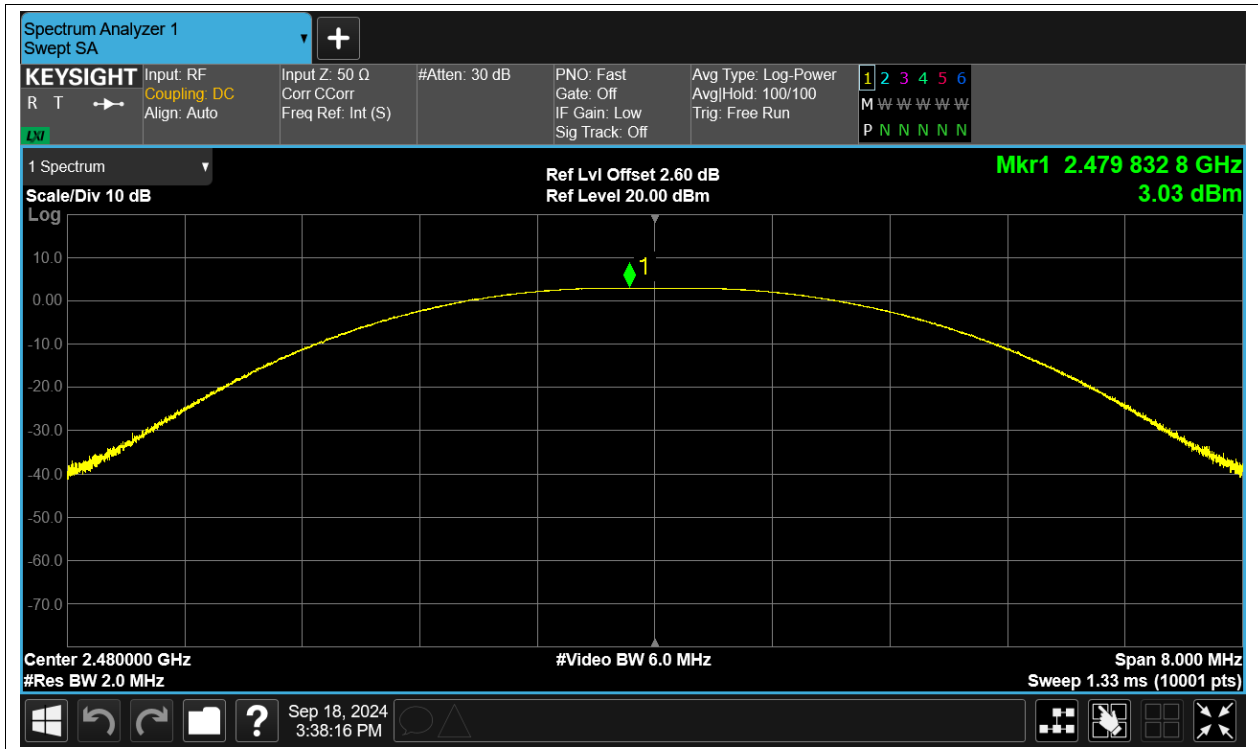 Spectrum Analyzer 1
Swept SA
KEYSIGHT
R T
LXI
Input: RF
Coupling: DC
Align: Auto
Input Z: 50 Ω
Corr CCorr
Freq Ref: Int (S)
#Atten: 30 dB
PNO: Fast
Gate: Off
IF Gain: Low
Sig Track: Off
Avg Type: Log-Power
Avg|Hold: 100/100
Trig: Free Run
1 2 3 4 5 6
M W W W W W
P N N N N N
1 Spectrum
Scale/Div 10 dB
Log
Ref Lvl Offset 2.60 dB
Ref Level 20.00 dBm
Mkr1 2.479 832 8 GHz
3.03 dBm
1
10.0
0.00
-10.0
-20.0
-30.0
-40.0
-50.0
-60.0
-70.0
Center 2.480000 GHz
#Res BW 2.0 MHz
#Video BW 6.0 MHz
Span 8.000 MHz
Sweep 1.33 ms (10001 pts)
?
Sep 18, 2024
3:38:16 PM